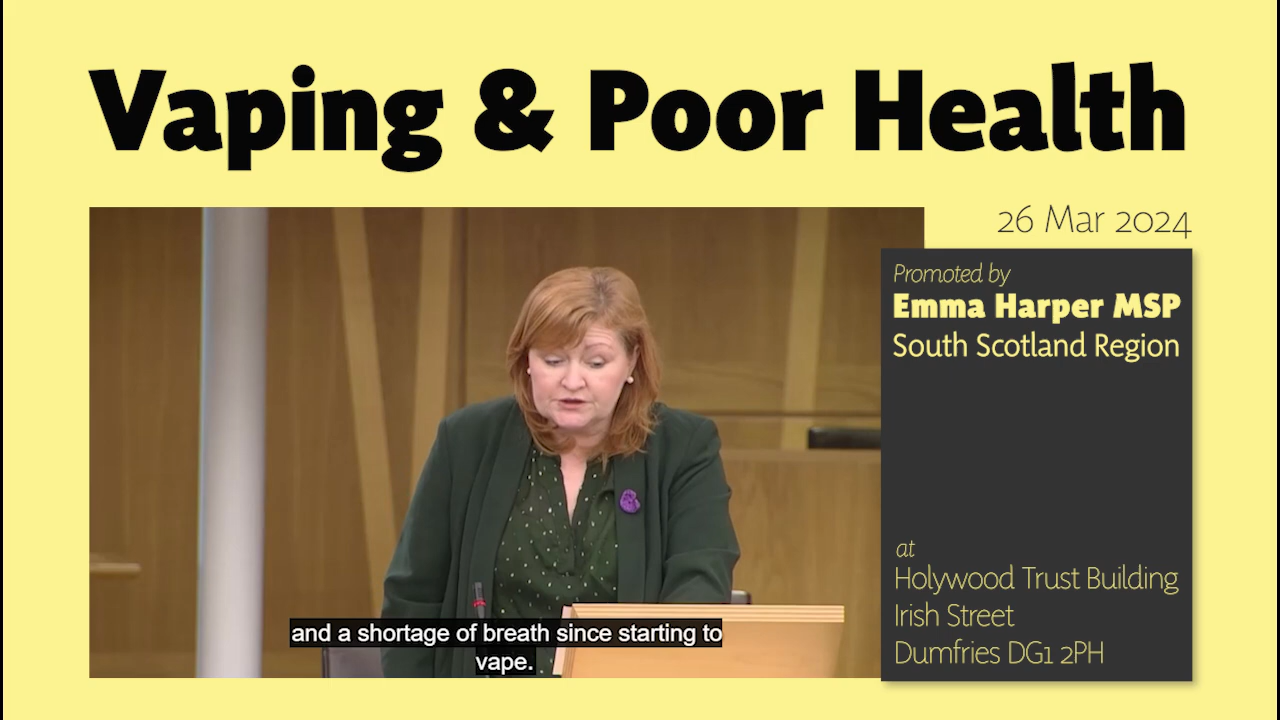 Vaping & Poor Health
26 Mar 2024
Promoted by
Emma Harper MSP
South Scotland Region
at
Holywood Trust Building
Irish Street
Dumfries DG1 2PH
and a shortage of breath since starting to
vape.